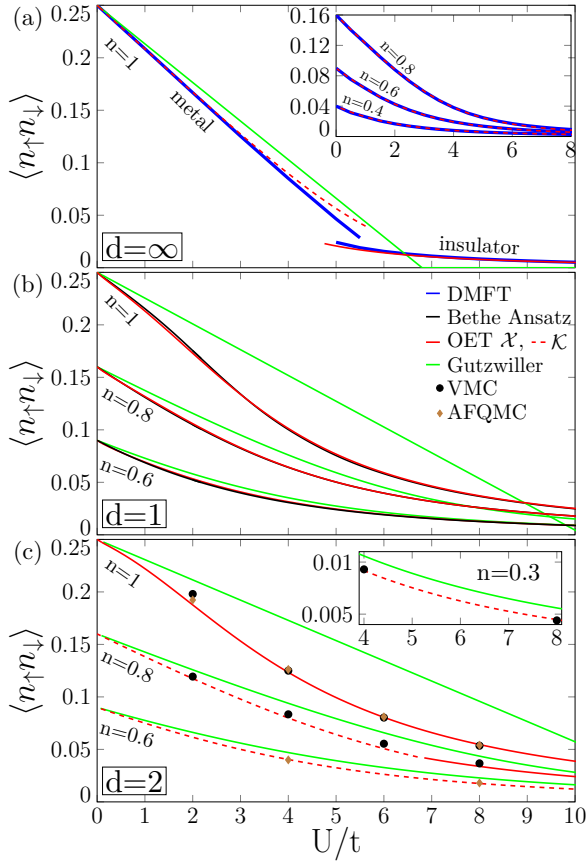 (a)
0.25
0.2
0.15
0.1
0.05
0
⟨n↑n↓⟩
n=1
metal
insulator
d=∞
0.16
0.12
0.08
0.04
0
n=0.8
n=0.6
n=0.4
0 2 4 6 8
(b)
0.25
0.2
0.15
0.1
0.05
0
⟨n↑n↓⟩
n=1
n=0.8
n=0.6
d=1
DMFT
Bethe Ansatz
OET 𝒳, 𝒦
Gutzwiller
VMC
AFQMC
(c)
0.25
0.2
0.15
0.1
0.05
0
⟨n↑n↓⟩
n=1
n=0.8
n=0.6
d=2
0.01
0.005
n=0.3
4 5 6 7 8
0 1 2 3 4 5 6 7 8 9 10
U/t